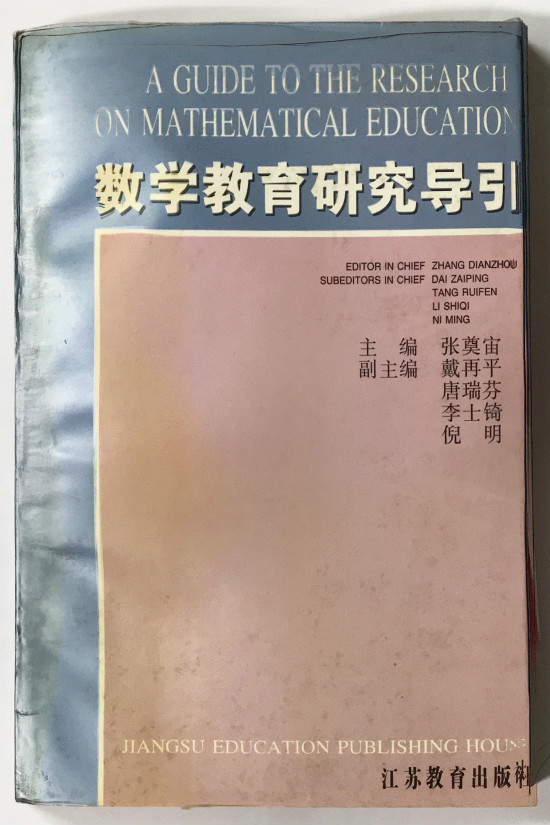 A GUIDE TO THE RESEARCH
ON MATHEMATICAL EDUCATION
数学教育研究导引
EDITOR IN CHIEF ZHANG DIANZHOU
SUBEDITORS IN CHIEF DAI ZAIPING
TANG RUIFEN
LI SHIQI
NI MING
主 编 张奠宙
副主编 戴再平
唐瑞芬
李士锜
倪 明
JIANGSU EDUCATION PUBLISHING HOUS
江苏教育出版社